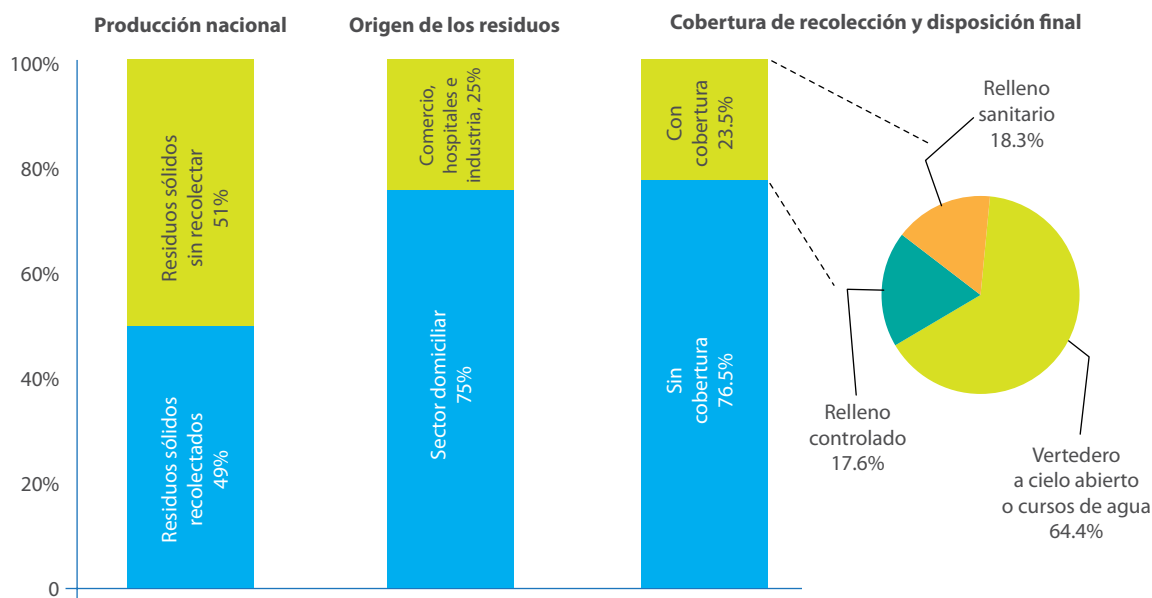 Producción nacional
Origen de los residuos
Cobertura de recolección y disposición final
100%
80%
60%
40%
20%
0
Residuos sólidos
sin recolectar
51%
Residuos sólidos
recolectados
49%
Comercio,
hospitales e
industria, 25%
Sector domiciliar
75%
Con
cobertura
23.5%
Sin
cobertura
76.5%
Relleno
sanitario
18.3%
Relleno
controlado
17.6%
Vertedero
a cielo abierto
o cursos de agua
64.4%